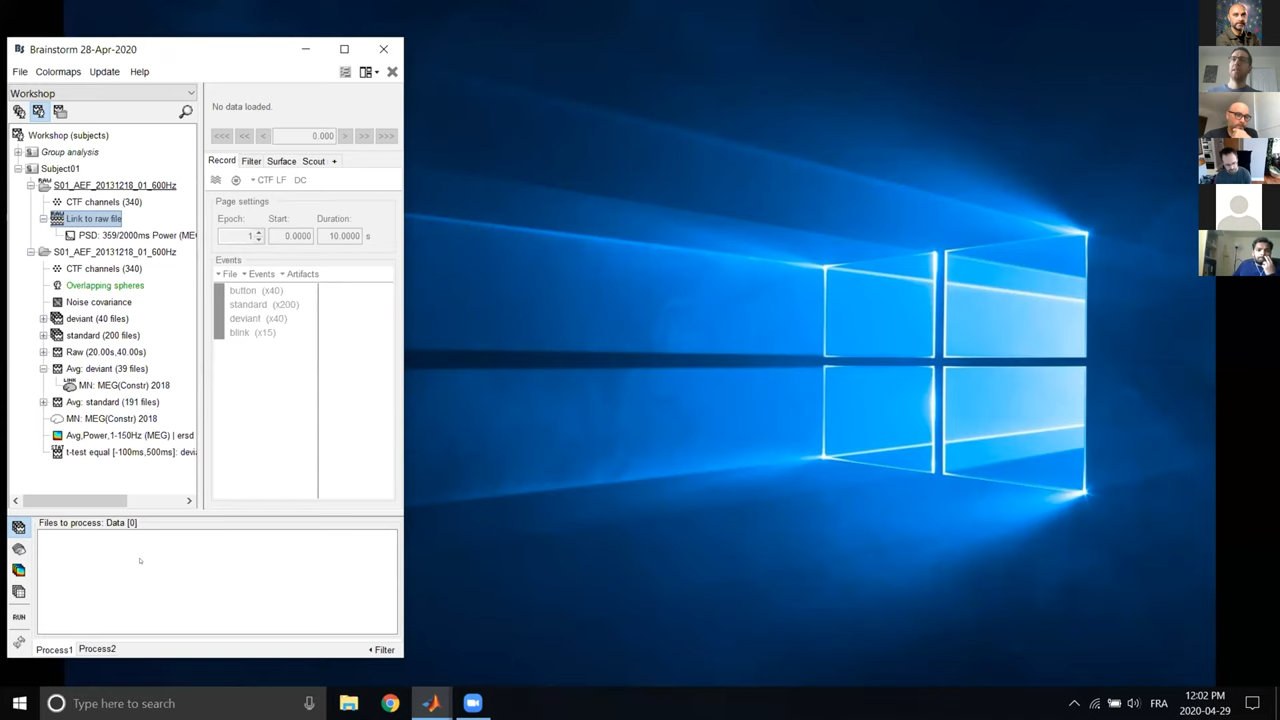 Brainstorm 28-Apr-2020
File Colormaps Update Help
Workshop
No data loaded.
<<< << < 0.000 > >> >>>
Workshop (subjects)
Group analysis
Subject01
S01_AEF_20131218_01_600Hz
CTF channels (340)
Link to raw file
PSD: 359/2000ms Power (ME
S01_AEF_20131218_01_600Hz
CTF channels (340)
Overlapping spheres
Noise covariance
deviant (40 files)
standard (200 files)
Raw (20.00s,40.00s)
Avg: deviant (39 files)
LINK
MN: MEG(Constr) 2018
Avg: standard (191 files)
MN: MEG(Constr) 2018
Avg,Power,1-150Hz (MEG) | ersd
STAT
t-test equal [-100ms,500ms]: devi
Record Filter Surface Scout +
CTF LF DC
Page settings
Epoch: Start: Duration:
1 0.0000 10.0000 s
Events
File Events Artifacts
button (x40)
standard (x200)
deviant (x40)
blink (x15)
Files to process: Data [0]
RUN
Process1 Process2 Filter
Type here to search
FRA
12:02 PM
2020-04-29